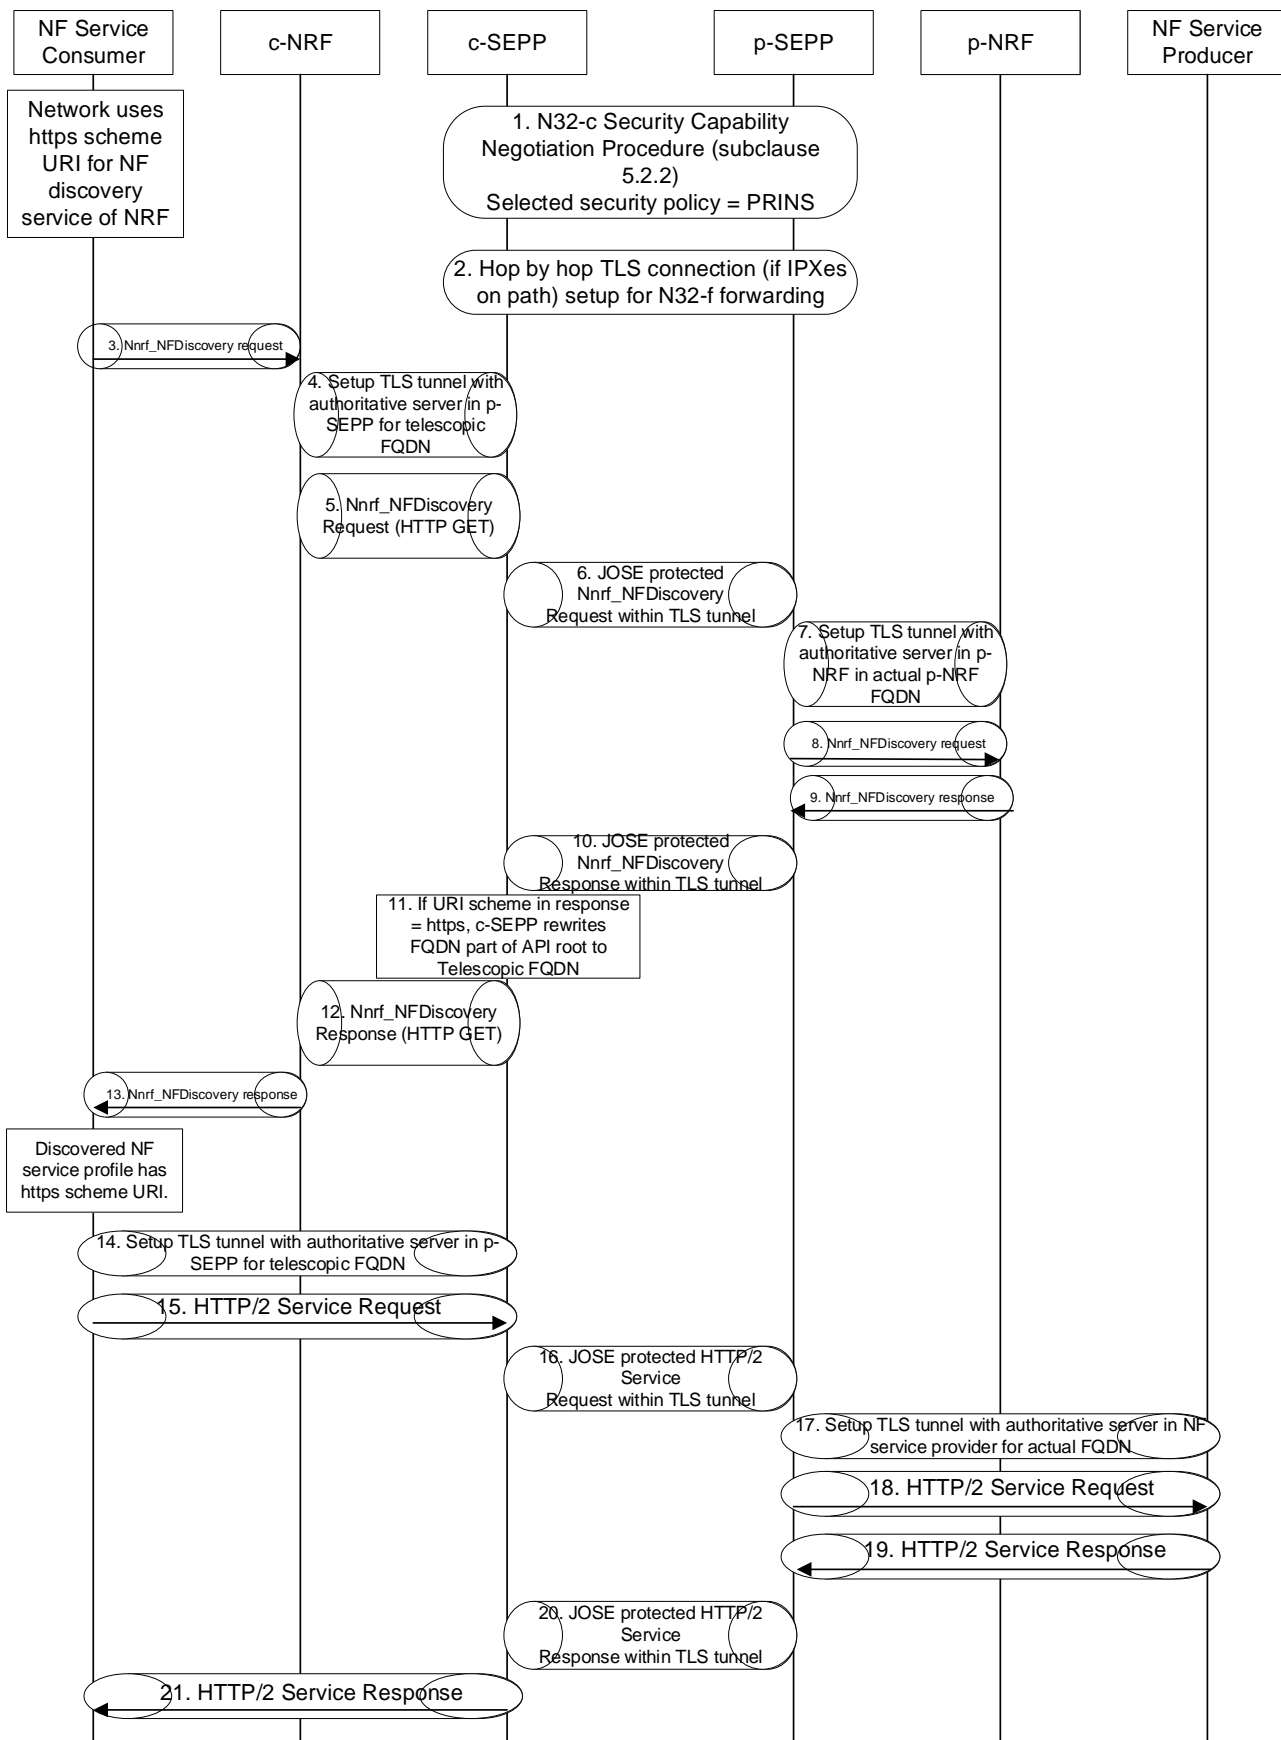 NF Service
Consumer
c-NRF
c-SEPP
p-SEPP
p-NRF
NF Service
Producer
Network uses
https scheme
URI for NF
discovery
service of NRF
1. N32-c Security Capability
Negotiation Procedure (subclause
5.2.2)
Selected security policy = PRINS
2. Hop by hop TLS connection (if IPXes
on path) setup for N32-f forwarding
3. Nnrf_NFDiscovery request
4. Setup TLS tunnel with
authoritative server in p-
SEPP for telescopic
FQDN
5. Nnrf_NFDiscovery
Request (HTTP GET)
6. JOSE protected
Nnrf_NFDiscovery
Request within TLS tunnel
7. Setup TLS tunnel with
authoritative server in p-
NRF in actual p-NRF
FQDN
8. Nnrf_NFDiscovery request
9. Nnrf_NFDiscovery response
10. JOSE protected
Nnrf_NFDiscovery
Response within TLS tunnel
11. If URI scheme in response
= https, c-SEPP rewrites
FQDN part of API root to
Telescopic FQDN
12. Nnrf_NFDiscovery
Response (HTTP GET)
13. Nnrf_NFDiscovery response
Discovered NF
service profile has
https scheme URI.
14. Setup TLS tunnel with authoritative server in p-
SEPP for telescopic FQDN
15. HTTP/2 Service Request
16. JOSE protected HTTP/2
Service
Request within TLS tunnel
17. Setup TLS tunnel with authoritative server in NF
service provider for actual FQDN
18. HTTP/2 Service Request
19. HTTP/2 Service Response
20. JOSE protected HTTP/2
Service
Response within TLS tunnel
21. HTTP/2 Service Response